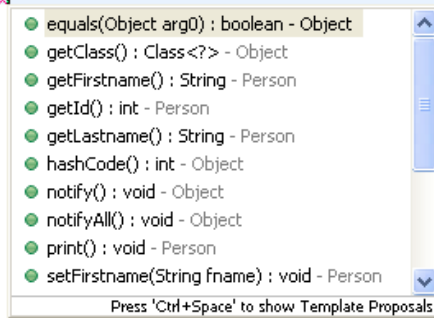 equals(Object arg0) : boolean - Object
getClass() : Class<?> - Object
getFirstname() : String - Person
getId() : int - Person
getLastname() : String - Person
hashCode() : int - Object
notify() : void - Object
notifyAll() : void - Object
print() : void - Person
setFirstname(String fname) : void - Person
Press 'Ctrl+Space' to show Template Proposals